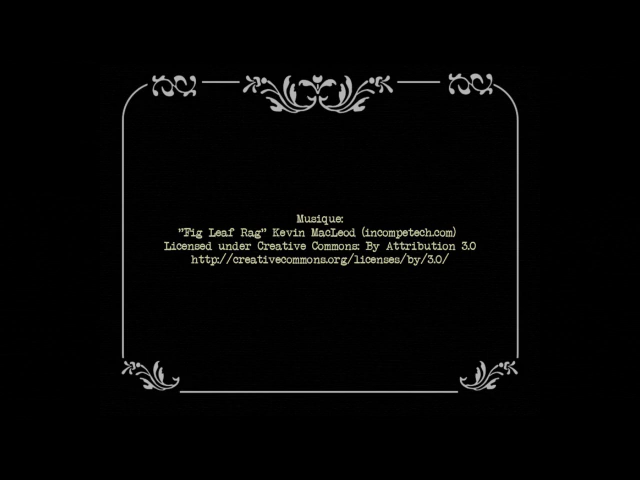 Musique:
"Fig Leaf Rag" Kevin MacLeod (incompetech.com)
Licensed under Creative Commons: By Attribution 3.0
http://creativecommons.org/licenses/by/3.0/